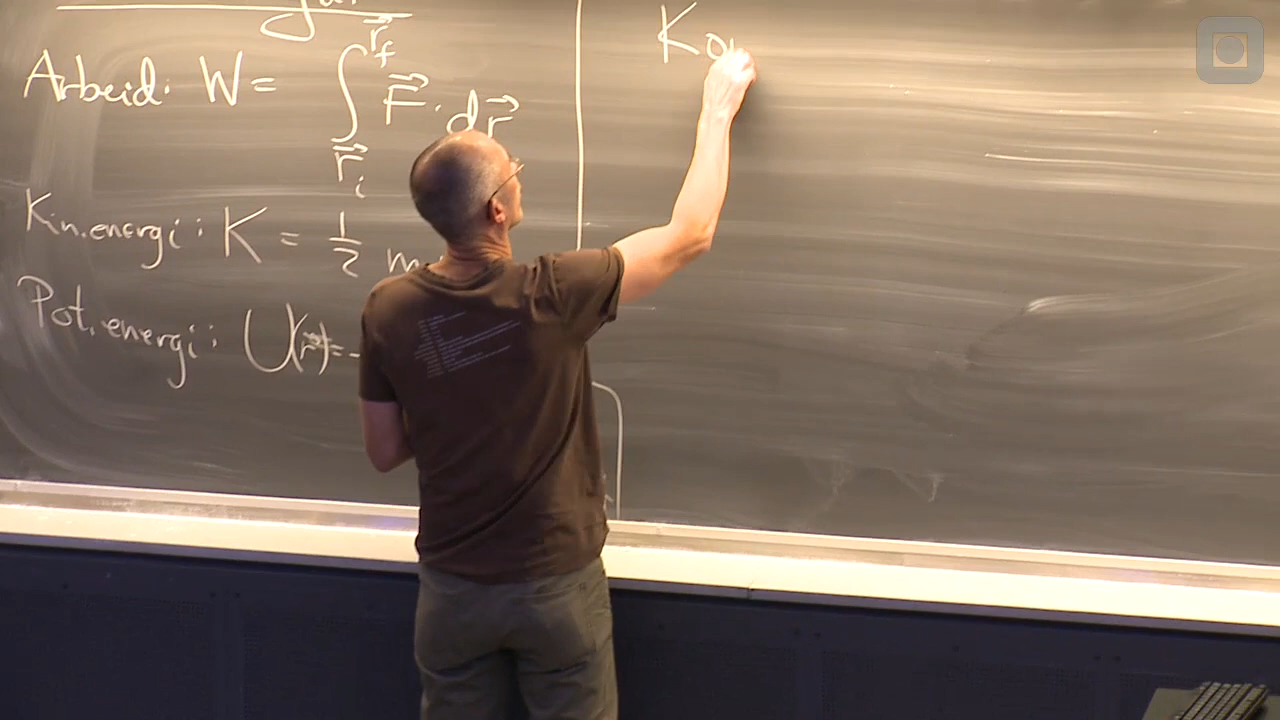 Arbeid: W = ∫ r⃗i r⃗f F⃗ · dr⃗
Kin.energi: K = 1/2 m
Pot.energi: U(r⃗) = -
Ko